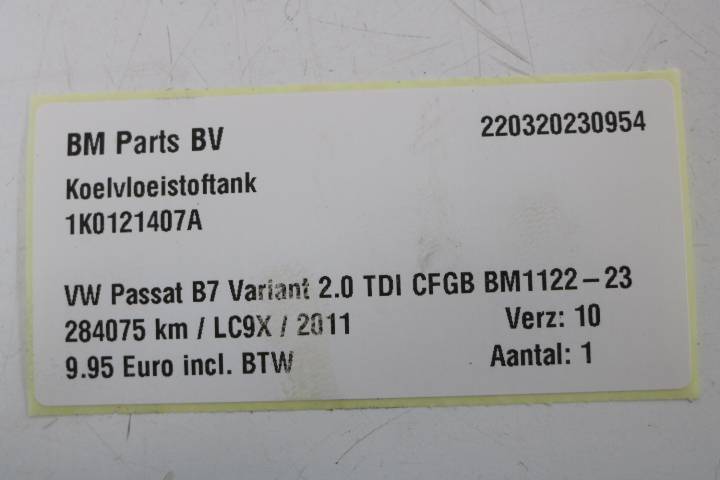 BM Parts BV 220320230954
Koelvloeistoftank
1K0121407A
VW Passat B7 Variant 2.0 TDI CFGB BM1122-23
284075 km / LC9X / 2011 Verz: 10
9.95 Euro incl. BTW Aantal: 1